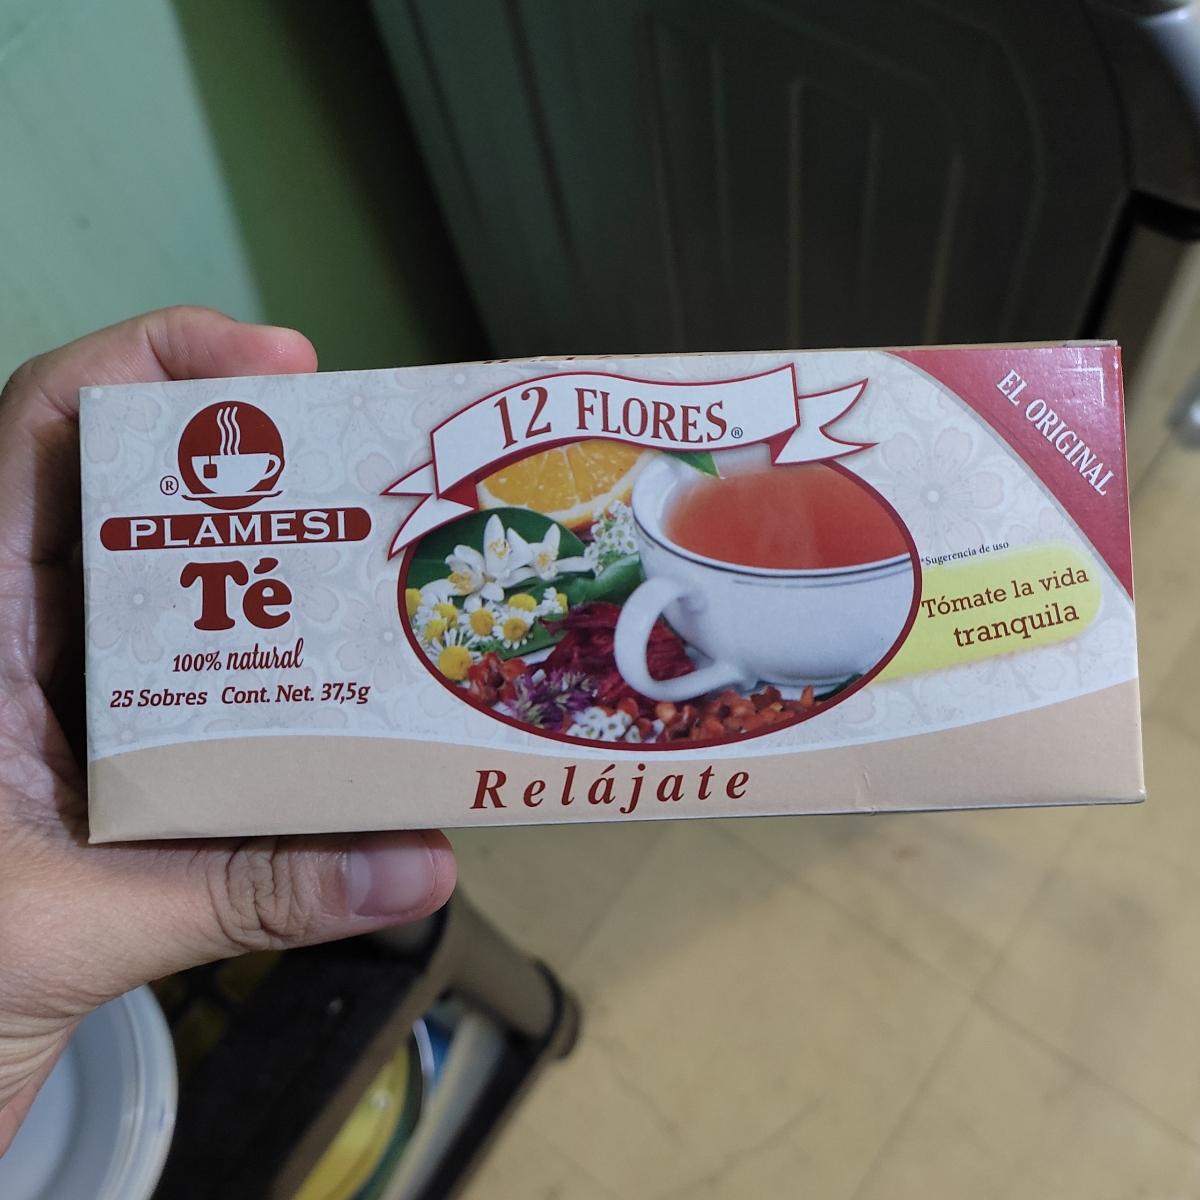 12 FLORES®
EL ORIGINAL
®
PLAMESI
Té
100% natural
25 Sobres Cont. Net. 37,5g
*Sugerencia de uso
Tómate la vida
tranquila
Relájate